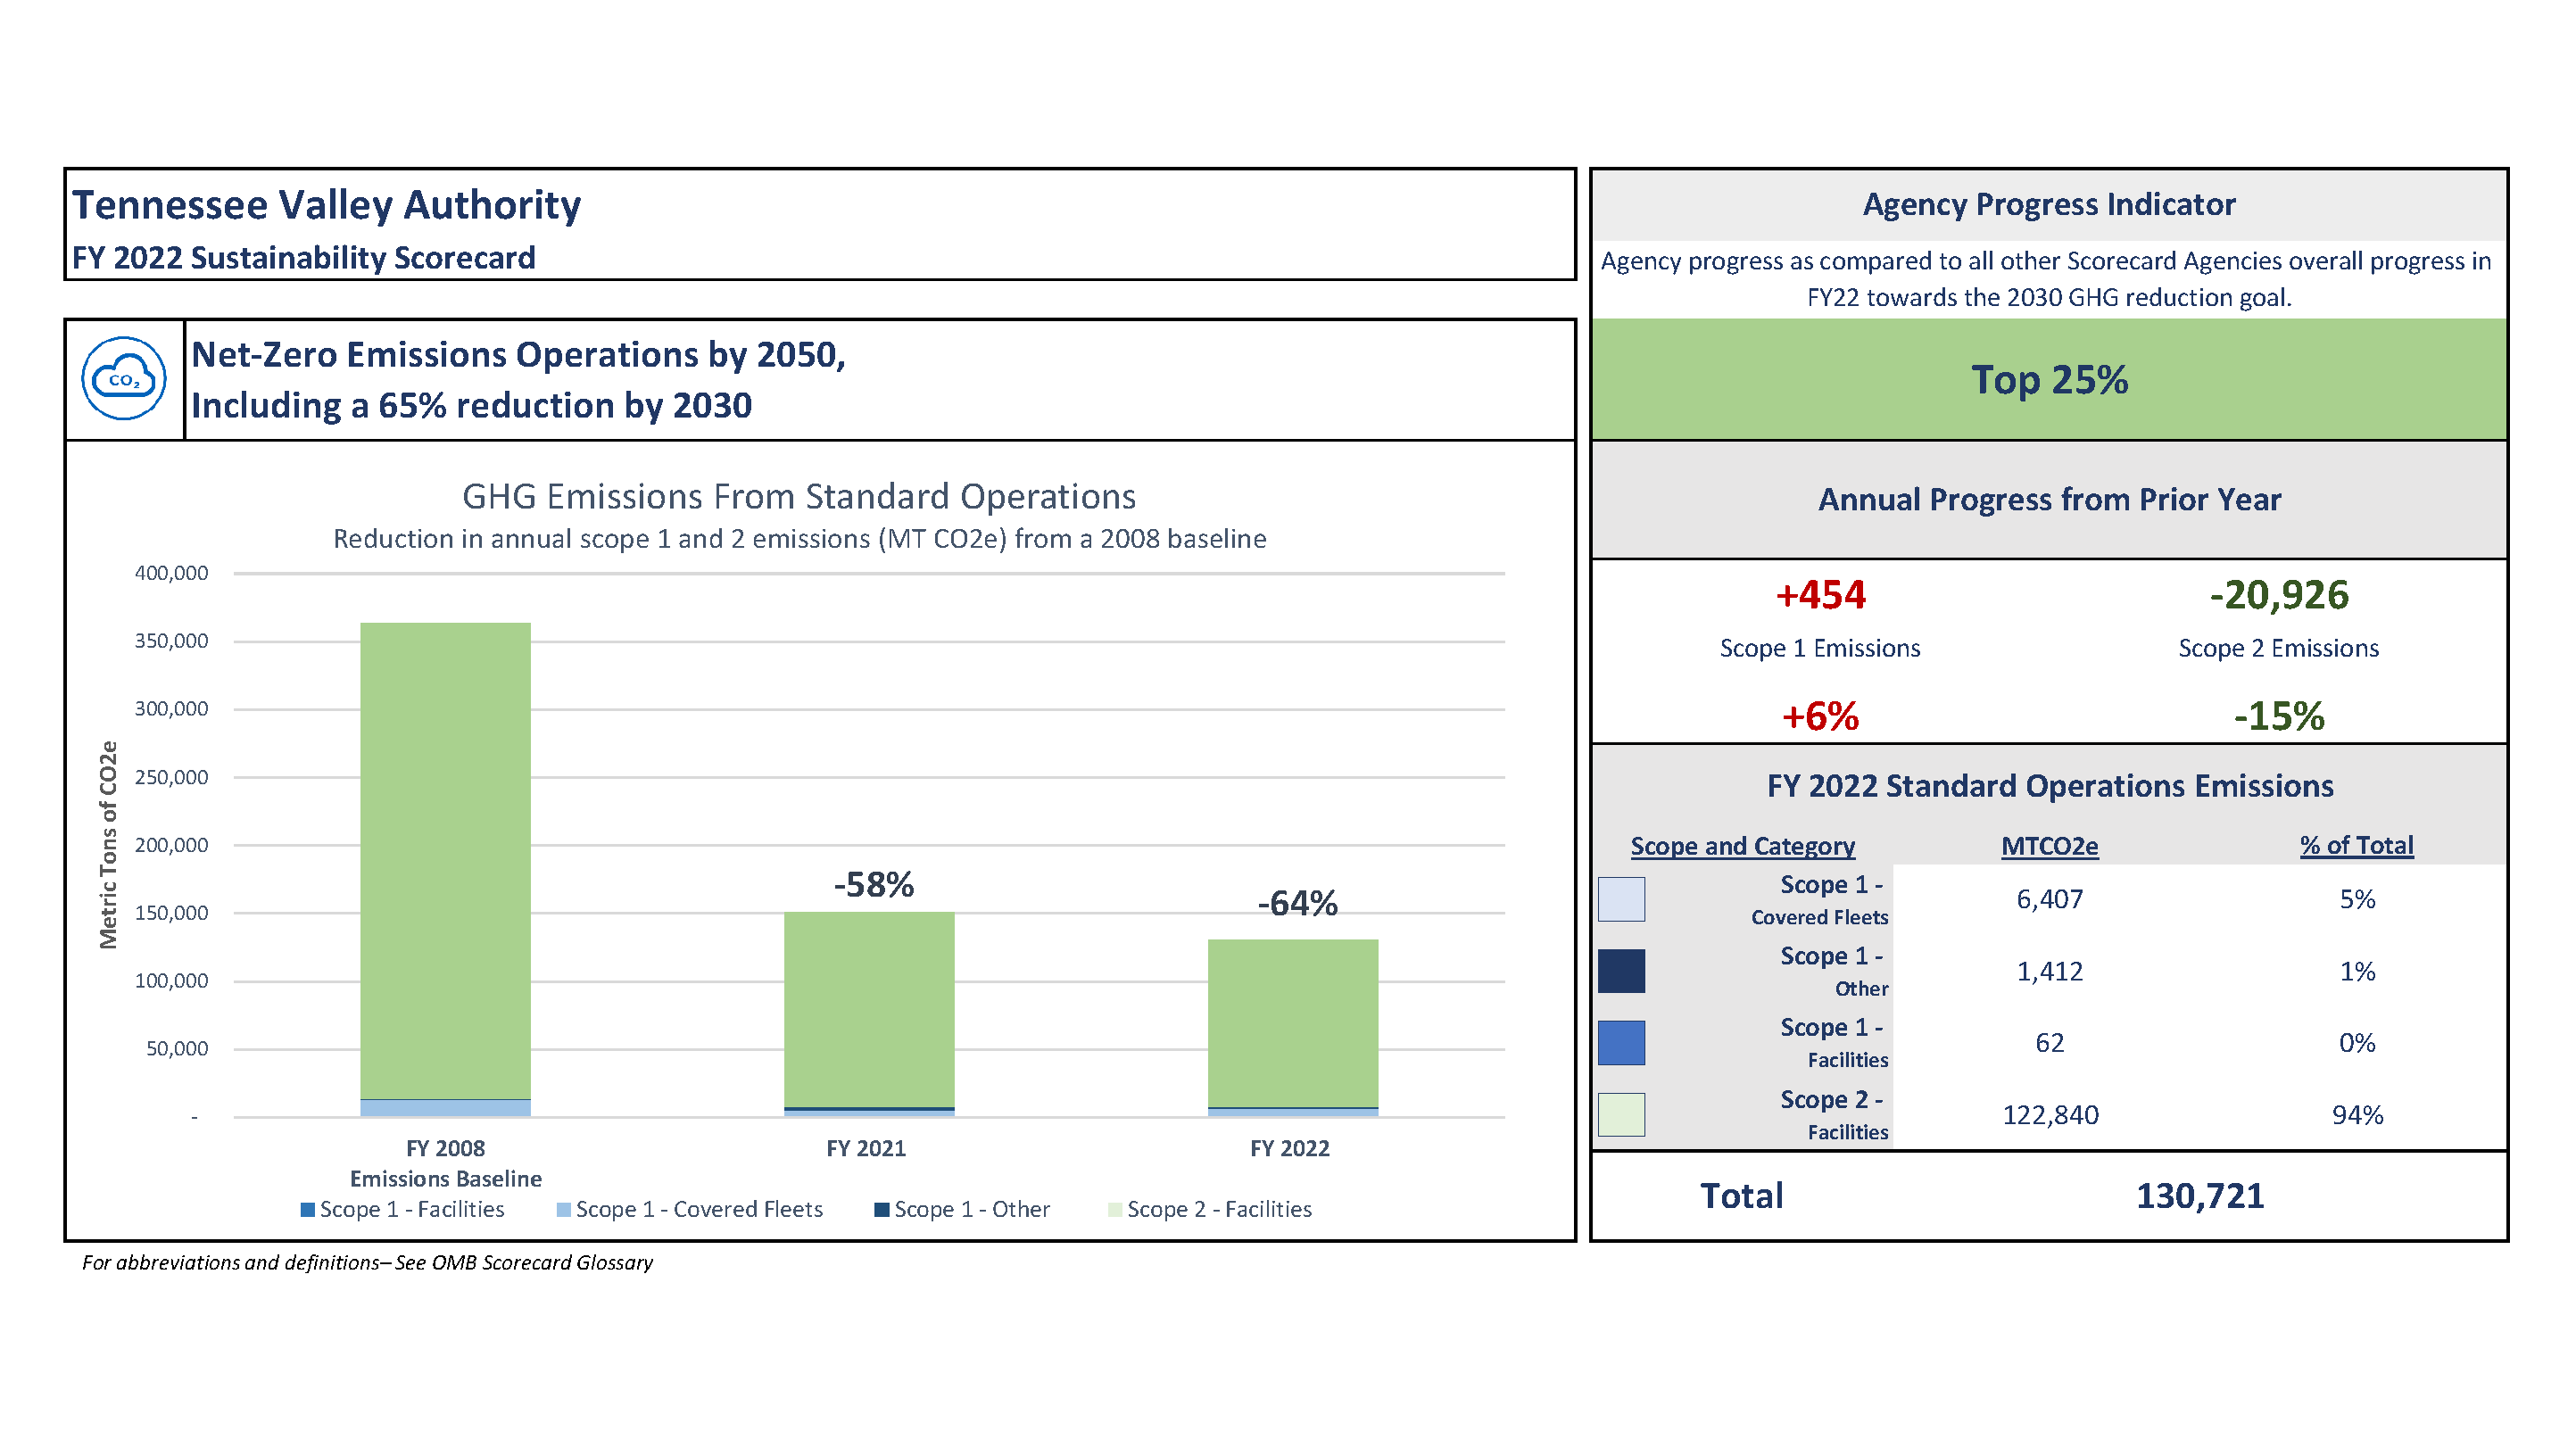 Tennessee Valley Authority
FY 2022 Sustainability Scorecard
CO₂
Net-Zero Emissions Operations by 2050,
Including a 65% reduction by 2030
GHG Emissions From Standard Operations
Reduction in annual scope 1 and 2 emissions (MT CO2e) from a 2008 baseline
Metric Tons of CO2e
400,000
350,000
300,000
250,000
200,000
150,000
100,000
50,000
-
-58%
-64%
FY 2008
Emissions Baseline
FY 2021
FY 2022
Scope 1 - Facilities
Scope 1 - Covered Fleets
Scope 1 - Other
Scope 2 - Facilities
For abbreviations and definitions– See OMB Scorecard Glossary
Agency Progress Indicator
Agency progress as compared to all other Scorecard Agencies overall progress in
FY22 towards the 2030 GHG reduction goal.
Top 25%
Annual Progress from Prior Year
+454 -20,926
Scope 1 Emissions Scope 2 Emissions
+6% -15%
FY 2022 Standard Operations Emissions
Scope and Category MTCO2e % of Total
Scope 1 -
Covered Fleets
6,407 5%
Scope 1 -
Other
1,412 1%
Scope 1 -
Facilities
62 0%
Scope 2 -
Facilities
122,840 94%
Total 130,721